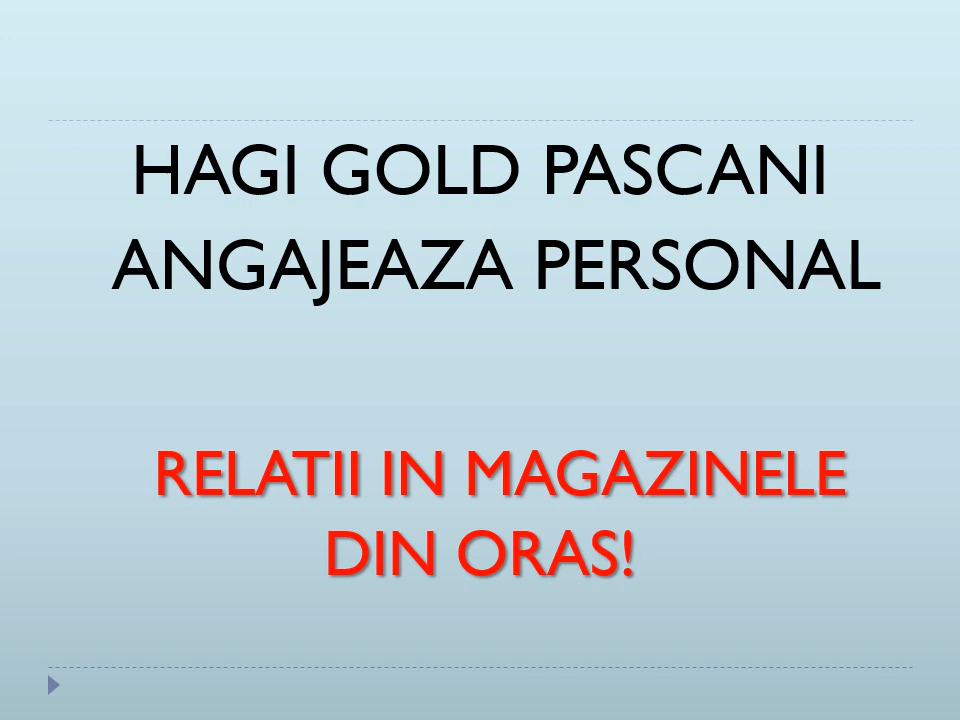 HAGI GOLD PASCANI
ANGAJEAZA PERSONAL
RELATII IN MAGAZINELE
DIN ORAS!